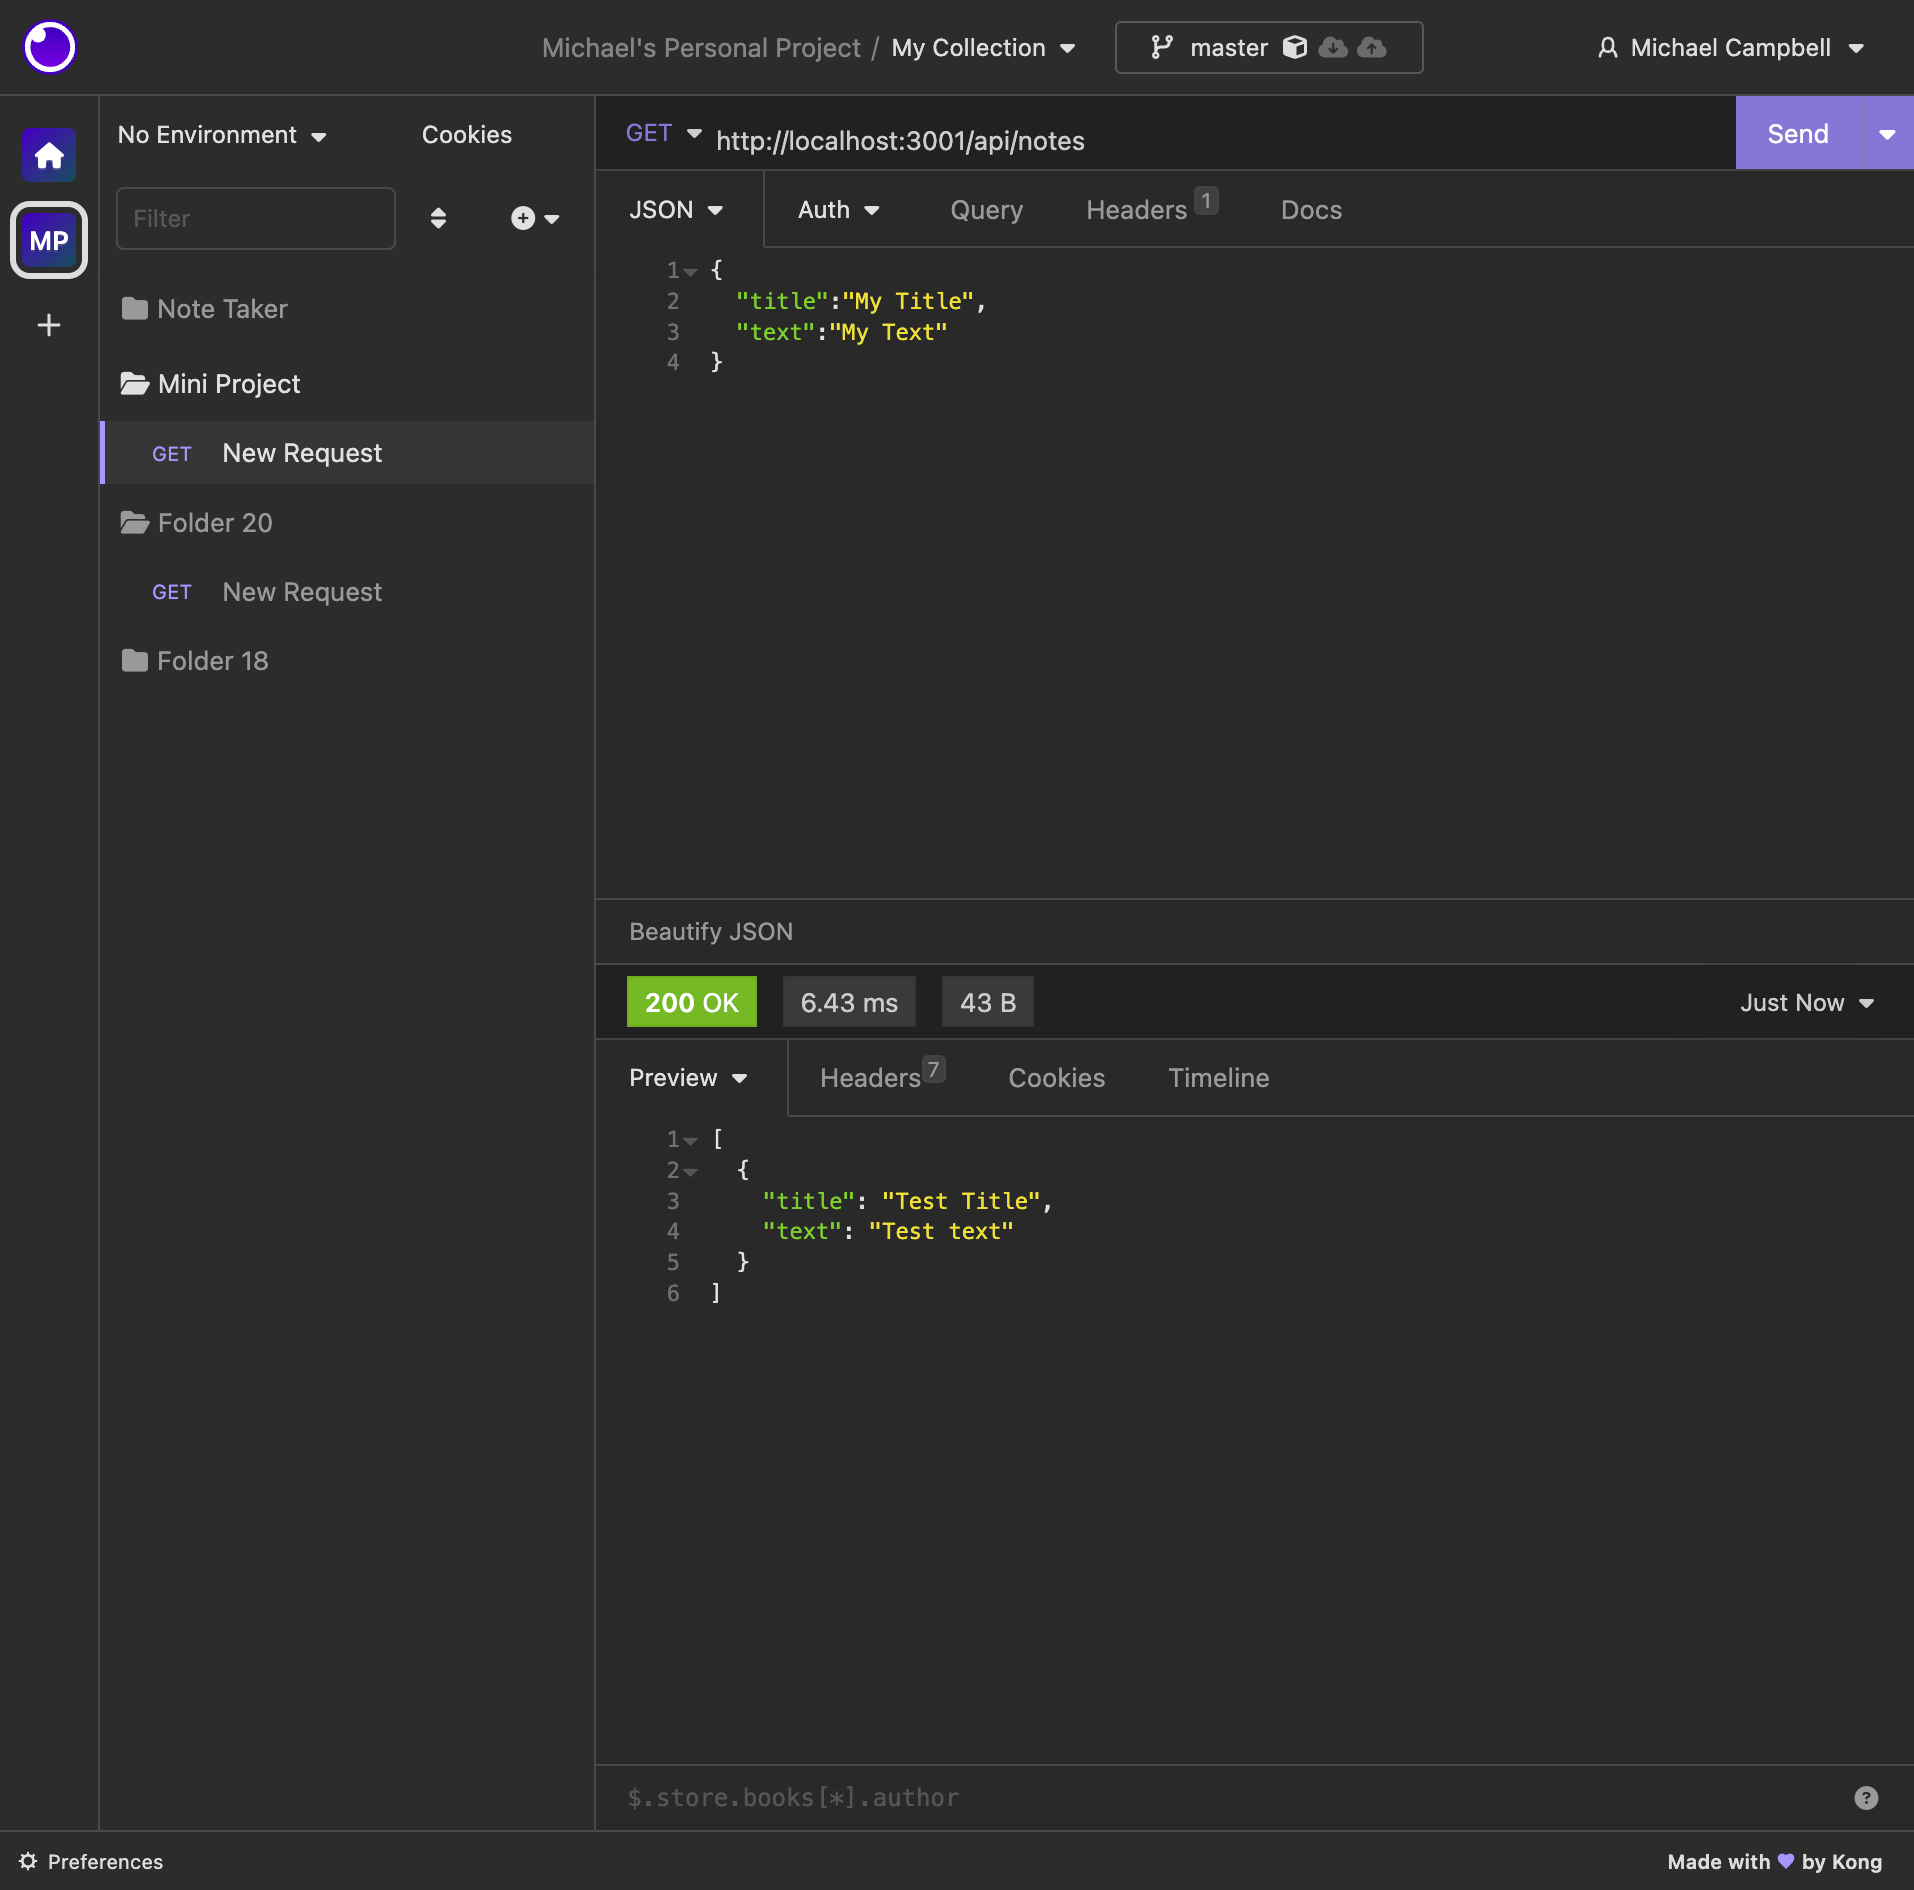 Michael's Personal Project / My Collection
master
Michael Campbell
No Environment
Cookies
GET http://localhost:3001/api/notes
Send
Filter
MP
JSON
Auth
Query
Headers 1
Docs
Note Taker
Mini Project
GET New Request
Folder 20
GET New Request
Folder 18
1 {
2 "title":"My Title",
3 "text":"My Text"
4 }
Beautify JSON
200 OK
6.43 ms
43 B
Just Now
Preview
Headers 7
Cookies
Timeline
1 [
2 {
3 "title": "Test Title",
4 "text": "Test text"
5 }
6 ]
$.store.books[*].author
?
Preferences
Made with 💜 by Kong